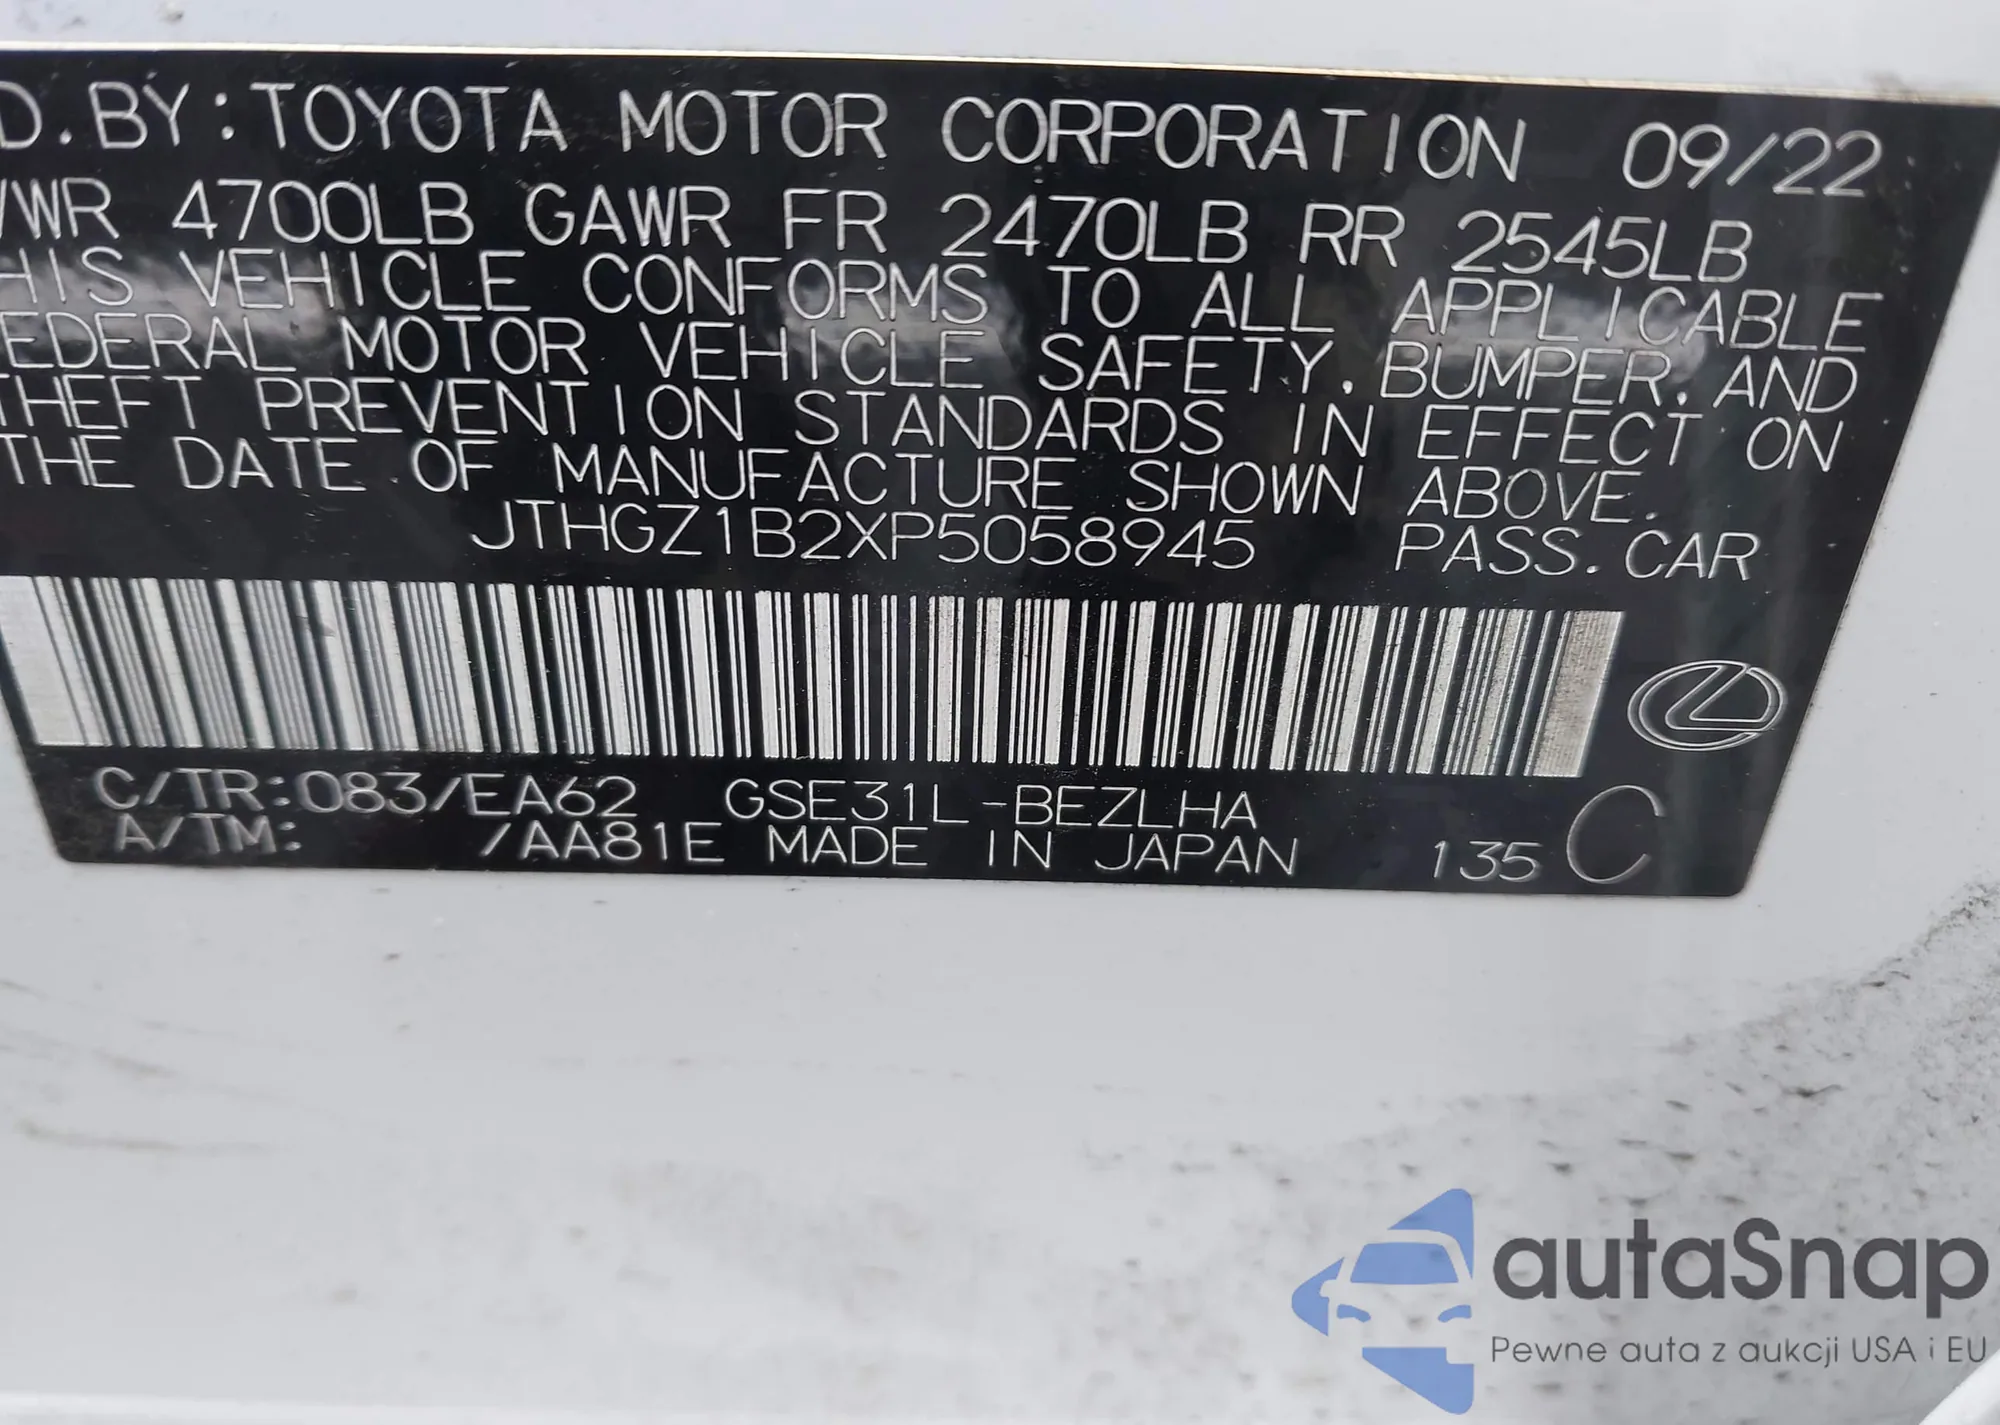 D.BY:TOYOTA MOTOR CORPORATION 09/22
VWR 4700LB GAWR FR 2470LB RR 2545LB
HIS VEHICLE CONFORMS TO ALL APPLICABLE
EDERAL MOTOR VEHICLE SAFETY, BUMPER, AND
THEFT PREVENTION STANDARDS IN EFFECT ON
THE DATE OF MANUFACTURE SHOWN ABOVE.
JTHGZ1B2XP5058945 PASS. CAR
C/TR:083/EA62 GSE31L-BEZLHA
A/TM: /AA81E MADE IN JAPAN 135 C
autaSnap
Pewne auta z aukcji USA i EU